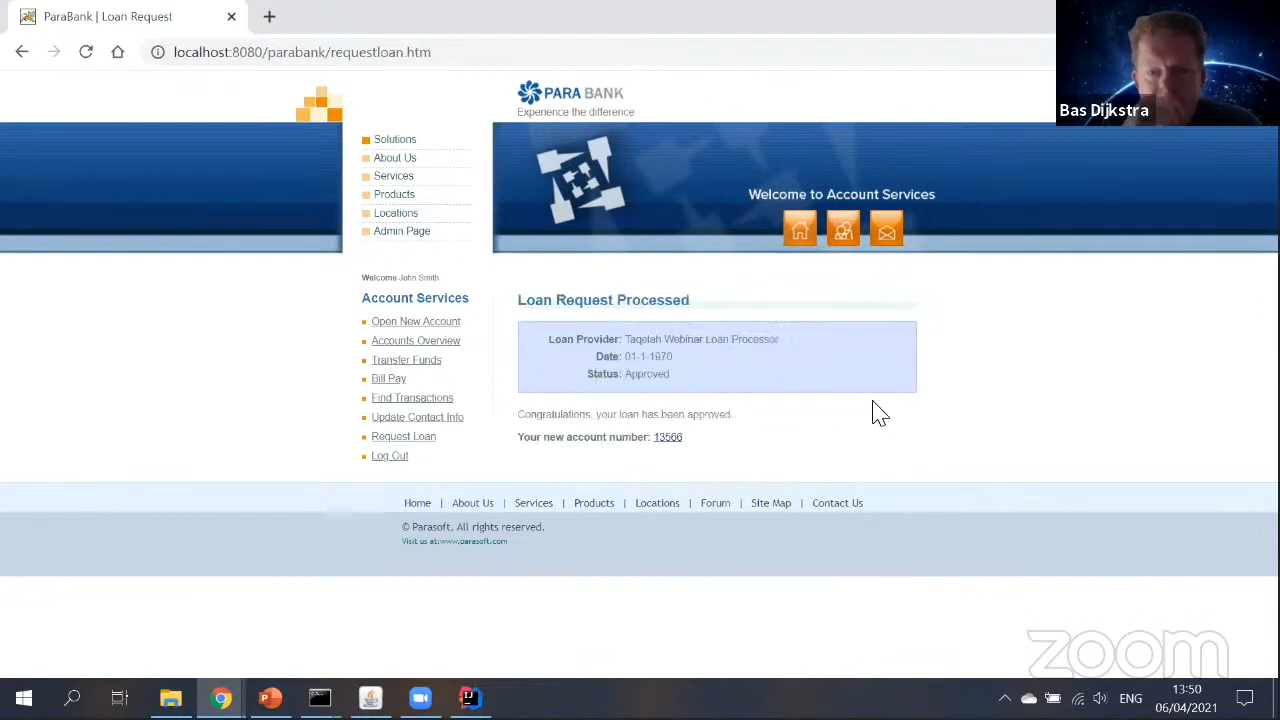 ParaBank | Loan Request
localhost:8080/parabank/requestloan.htm
Bas Dijkstra
PARA BANK
Experience the difference
Solutions
About Us
Services
Products
Locations
Admin Page
Welcome to Account Services
Welcome John Smith
Account Services
Open New Account
Accounts Overview
Transfer Funds
Bill Pay
Find Transactions
Update Contact Info
Request Loan
Log Out
Loan Request Processed
Loan Provider: Taqelah Webinar Loan Processor
Date: 01-1-1970
Status: Approved
Congratulations, your loan has been approved.
Your new account number: 13566
Home | About Us | Services | Products | Locations | Forum | Site Map | Contact Us
© Parasoft. All rights reserved.
Visit us at:www.parasoft.com
zoom
ENG
13:50
06/04/2021